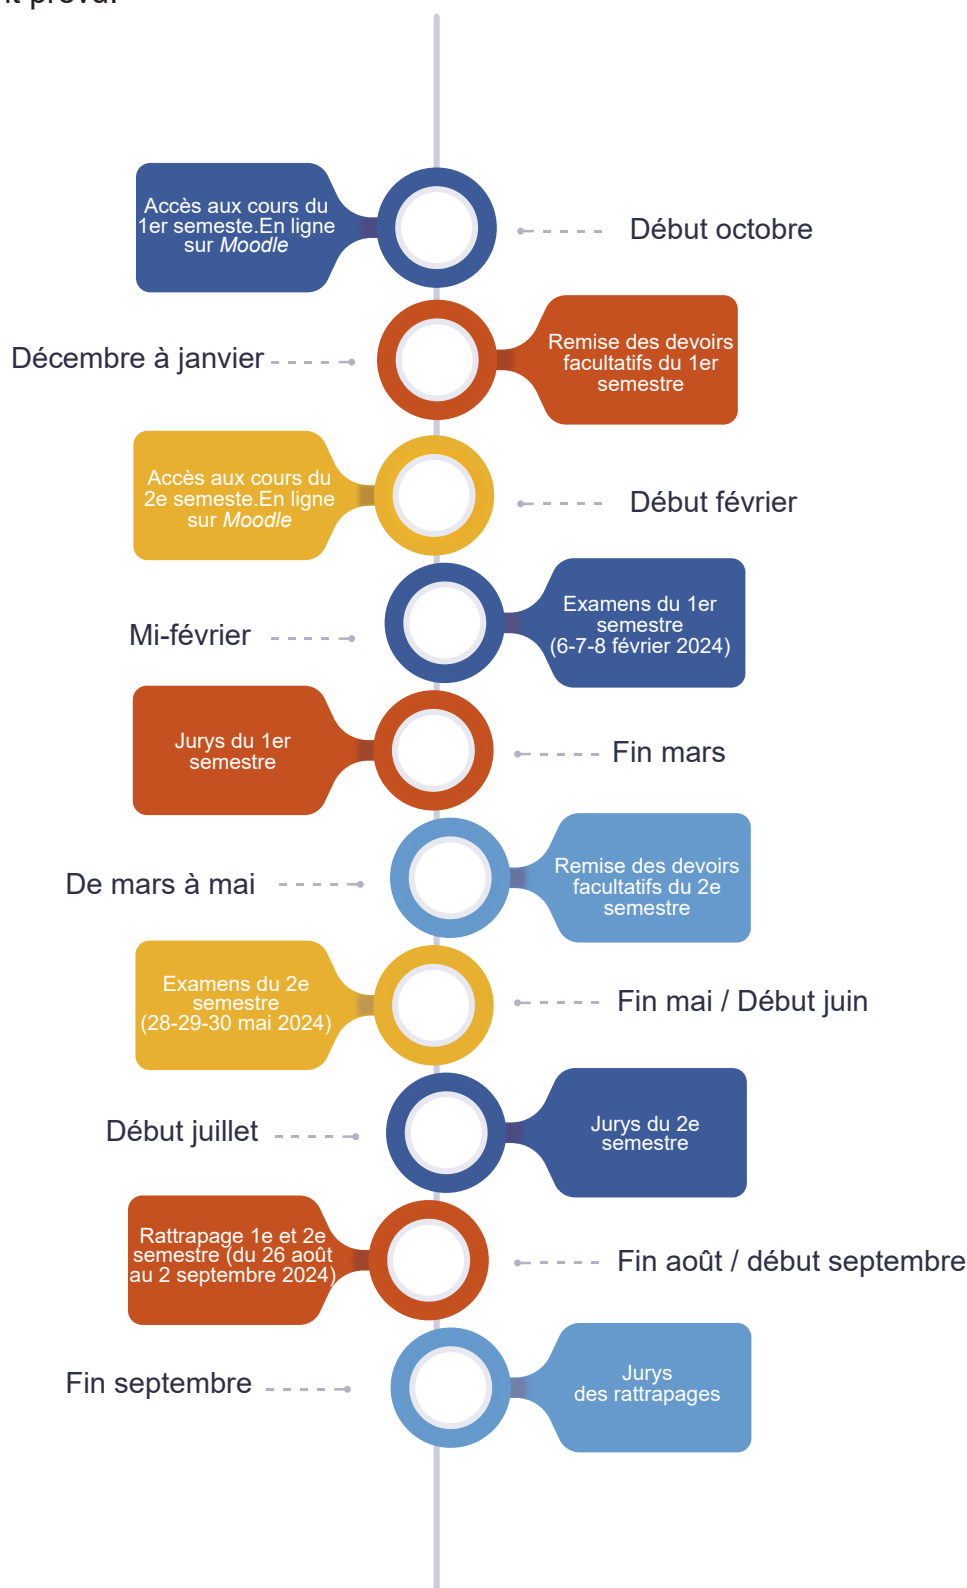 it prévu.
Accès aux cours du
1er semeste.En ligne
sur Moodle
Début octobre
Décembre à janvier
Remise des devoirs
facultatifs du 1er
semestre
Accès aux cours du
2e semeste.En ligne
sur Moodle
Début février
Mi-février
Examens du 1er
semestre
(6-7-8 février 2024)
Jurys du 1er
semestre
Fin mars
De mars à mai
Remise des devoirs
facultatifs du 2e
semestre
Examens du 2e
semestre
(28-29-30 mai 2024)
Fin mai / Début juin
Début juillet
Jurys du 2e
semestre
Rattrapage 1e et 2e
semestre (du 26 août
au 2 septembre 2024)
Fin août / début septembre
Fin septembre
Jurys
des rattrapages